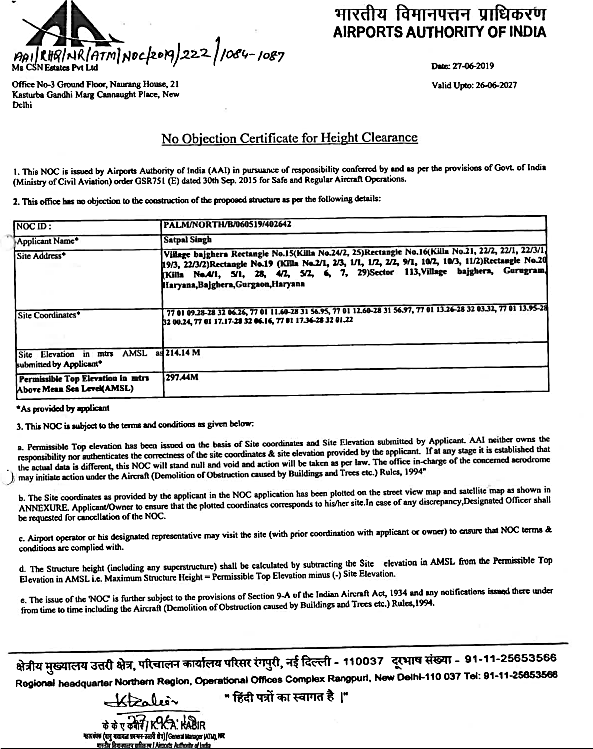 भारतीय विमानपत्तन प्राधिकरण
AIRPORTS AUTHORITY OF INDIA
AAI/RHQ/NR/ATM/NOC/2019/222/1084-1087
Ms CSN Estates Pvt Ltd
Date: 27-06-2019
Office No-3 Ground Floor, Naurang House, 21
Kasturba Gandhi Marg Cannaught Place, New
Delhi
Valid Upto: 26-06-2027
No Objection Certificate for Height Clearance
1. This NOC is issued by Airports Authority of India (AAI) in pursuance of responsibility conferred by and as per the provisions of Govt. of India
(Ministry of Civil Aviation) order GSR751 (E) dated 30th Sep. 2015 for Safe and Regular Aircraft Operations.
2. This office has no objection to the construction of the proposed structure as per the following details:
NOC ID : PALM/NORTH/B/060519/402642
Applicant Name* Satpal Singh
Site Address* Village bajghera Rectangle No.15(Killa No.24/2, 25)Rectangle No.16(Killa No.21, 22/2, 22/1, 22/3/1,
19/3, 22/3/2)Rectangle No.19 (Killa No.2/1, 2/3, 1/1, 1/2, 2/2, 9/1, 10/2, 10/3, 11/2)Rectangle No.20
(Killa No.4/1, 5/1, 28, 4/2, 5/2, 6, 7, 29)Sector 113,Village bajghera, Gurugram,
Haryana,Bajghera,Gurgaon,Haryana
Site Coordinates* 77 01 09.28-28 32 06.26, 77 01 11.60-28 31 56.95, 77 01 12.60-28 31 56.97, 77 01 13.26-28 32 03.32, 77 01 13.95-28
32 00.24, 77 01 17.17-28 32 06.16, 77 01 17.36-28 32 01.22
Site Elevation in mtrs AMSL as 214.14 M
submitted by Applicant*
Permissible Top Elevation in mtrs 297.44M
Above Mean Sea Level(AMSL)
*As provided by applicant
3. This NOC is subject to the terms and conditions as given below:
a. Permissible Top elevation has been issued on the basis of Site coordinates and Site Elevation submitted by Applicant. AAI neither owns the
responsibility nor authenticates the correctness of the site coordinates & site elevation provided by the applicant. If at any stage it is established that
the actual data is different, this NOC will stand null and void and action will be taken as per law. The office in-charge of the concerned aerodrome
may initiate action under the Aircraft (Demolition of Obstruction caused by Buildings and Trees etc.) Rules, 1994"
b. The Site coordinates as provided by the applicant in the NOC application has been plotted on the street view map and satellite map as shown in
ANNEXURE. Applicant/Owner to ensure that the plotted coordinates corresponds to his/her site.In case of any discrepancy,Designated Officer shall
be requested for cancellation of the NOC.
c. Airport operator or his designated representative may visit the site (with prior coordination with applicant or owner) to ensure that NOC terms &
conditions are complied with.
d. The Structure height (including any superstructure) shall be calculated by subtracting the Site elevation in AMSL from the Permissible Top
Elevation in AMSL i.e. Maximum Structure Height = Permissible Top Elevation minus (-) Site Elevation.
e. The issue of the 'NOC' is further subject to the provisions of Section 9-A of the Indian Aircraft Act, 1934 and any notifications issued there under
from time to time including the Aircraft (Demolition of Obstruction caused by Buildings and Trees etc.) Rules,1994.
क्षेत्रीय मुख्यालय उत्तरी क्षेत्र, परिचालन कार्यालय परिसर रंगपुरी, नई दिल्ली - 110037 दूरभाष संख्या - 91-11-25653566
Regional headquarter Northern Region, Operational Offices Complex Rangpuri, New Delhi-110 037 Tel: 91-11-25653566
" हिंदी पत्रों का स्वागत है |"
के के ए कबीर / K.K.A. KABIR
General Manager (ATM), NR
भारतीय विमानपत्तन प्राधिकरण / Airports Authority of India